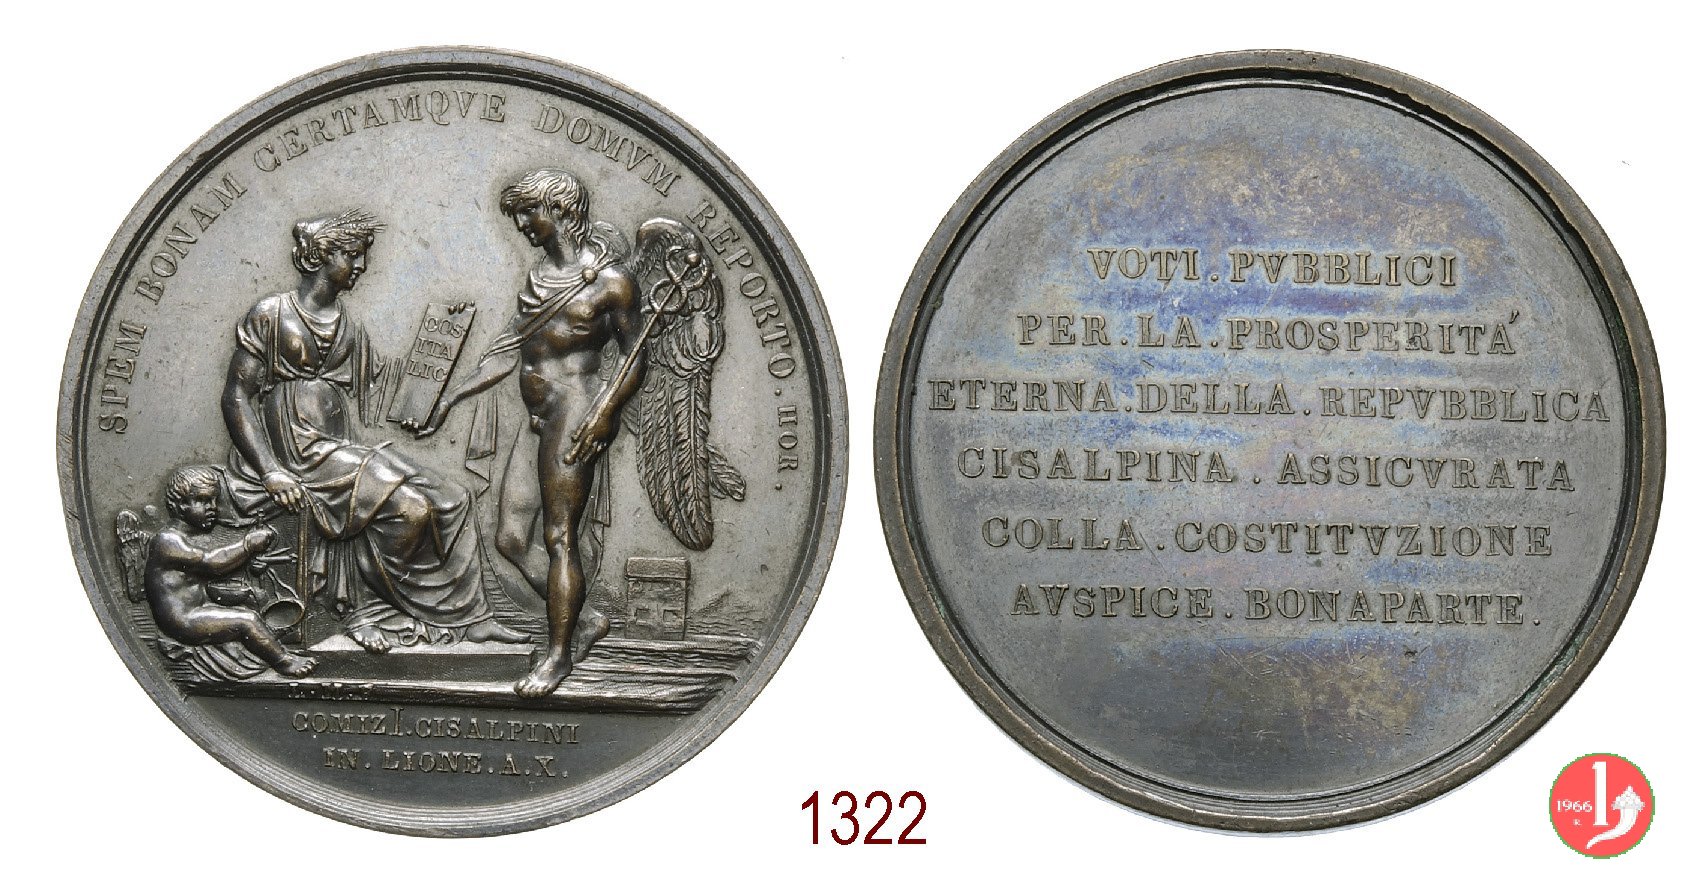 SPEM BONAM CERTAMQVE DOMVM REPORTO. HOR.
COS
ITA
LIC
L.M.F
COMIZI.CISALPINI
IN. LIONE. A.X.
VOTI. PVBBLICI
PER. LA. PROSPERITÁ
ETERNA. DELLA. REPVBBLICA
CISALPINA. ASSICVRATA
COLLA. COSTITVZIONE
AVSPICE. BONAPARTE.
1322
1966
R.